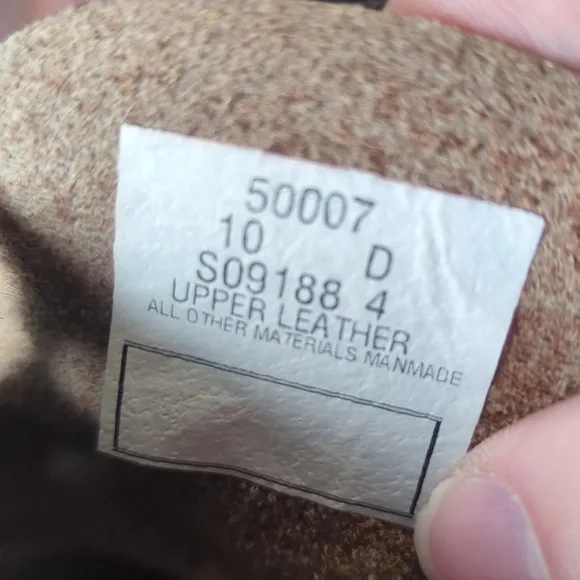 50007
10 D
S09188 4
UPPER LEATHER
ALL OTHER MATERIALS MANMADE